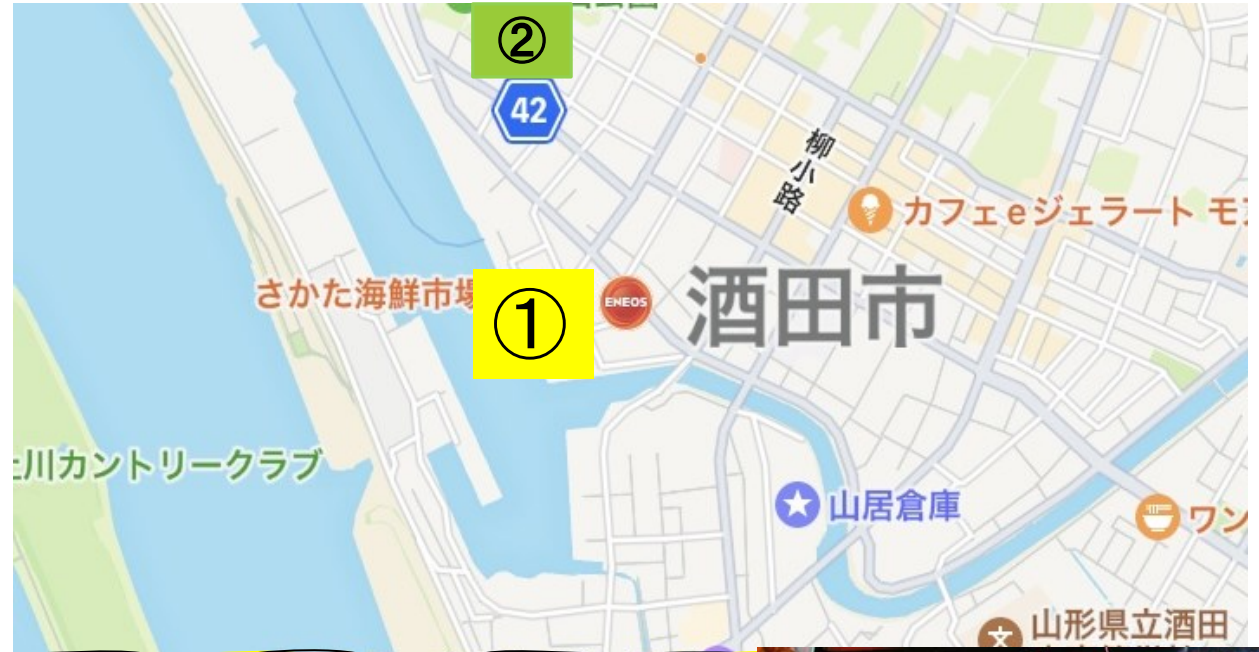 ②
42
柳小路
カフェeジェラート モ
さかた海鮮市場
①
ENEOS
酒田市
川カントリークラブ
山居倉庫
ワン
山形県立酒田
文